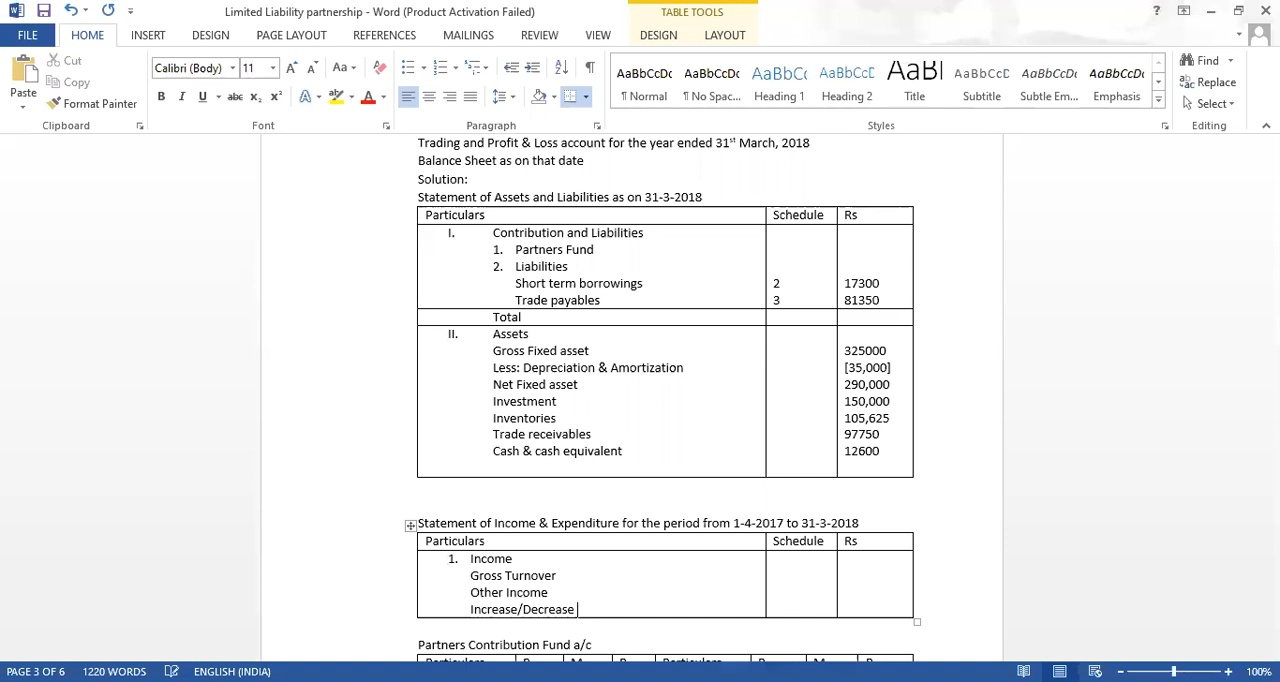 Limited Liability partnership - Word (Product Activation Failed)
TABLE TOOLS
FILE HOME INSERT DESIGN PAGE LAYOUT REFERENCES MAILINGS REVIEW VIEW DESIGN LAYOUT
Paste
Cut
Copy
Format Painter
Calibri (Body) 11
Clipboard
Font
Paragraph
AaBbCcDc AaBbCcDc AaBbCc AaBbCcD AaBl AaBbCcD AaBbCcDc AaBbCcDc
¶ Normal ¶ No Spac... Heading 1 Heading 2 Title Subtitle Subtle Em... Emphasis
Styles
Find
Replace
Select
Editing
Trading and Profit & Loss account for the year ended 31st March, 2018
Balance Sheet as on that date
Solution:
Statement of Assets and Liabilities as on 31-3-2018
Particulars Schedule Rs
I. Contribution and Liabilities
1. Partners Fund
2. Liabilities
Short term borrowings 2 17300
Trade payables 3 81350
Total
II. Assets
Gross Fixed asset 325000
Less: Depreciation & Amortization [35,000]
Net Fixed asset 290,000
Investment 150,000
Inventories 105,625
Trade receivables 97750
Cash & cash equivalent 12600
Statement of Income & Expenditure for the period from 1-4-2017 to 31-3-2018
Particulars Schedule Rs
1. Income
Gross Turnover
Other Income
Increase/Decrease
Partners Contribution Fund a/c
PAGE 3 OF 6 1220 WORDS ENGLISH (INDIA) 100%